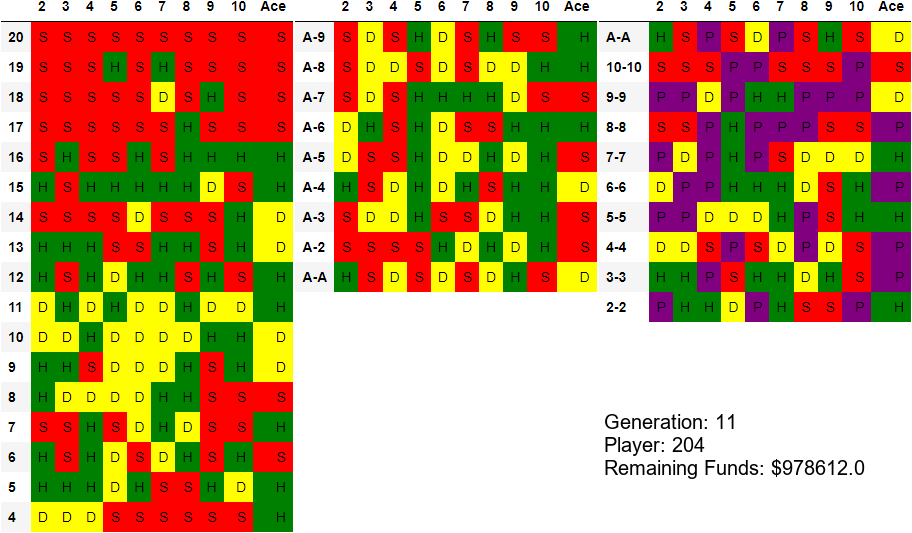 2 3 4 5 6 7 8 9 10 Ace
20 S S S S S S S S S S
19 S S S H S H S S S S
18 S S S S S D S H S S
17 S S S S S S H S S S
16 S H S S H S H H H H
15 H S H H H H H D S H
14 S S S S D S S S H D
13 H H H S S H H S H D
12 H S H D H H S H S H
11 D H D H D D H D D H
10 D D H D D D D H H D
9 H H S D D D H S H D
8 H D D D D H H S S S
7 S S H S D H D S S H
6 H S H D S D H S H S
5 H H H D H S S H D H
4 D D D S S S S S S H
2 3 4 5 6 7 8 9 10 Ace
A-9 S D S H D S H S S H
A-8 S D D S D S D D H H
A-7 S D S H H H H D S S
A-6 D H S H D S S H H H
A-5 D S S H D D H D H S
A-4 H S D H D H S H H D
A-3 S D D H S S D H H S
A-2 S S S S H D H D H S
A-A H S D S D S D H S D
2 3 4 5 6 7 8 9 10 Ace
A-A H S P S D P S H S D
10-10 S S S P P S S S P S
9-9 P P D P H H P P P D
8-8 S S P H P P P S S P
7-7 P D P H P S D D D H
6-6 D P P H H H D S H P
5-5 P P D D D H P S H H
4-4 D D S P S D P D S P
3-3 H H P S H H D H S P
2-2 P H H D P H S S P H
Generation: 11
Player: 204
Remaining Funds: $978612.0